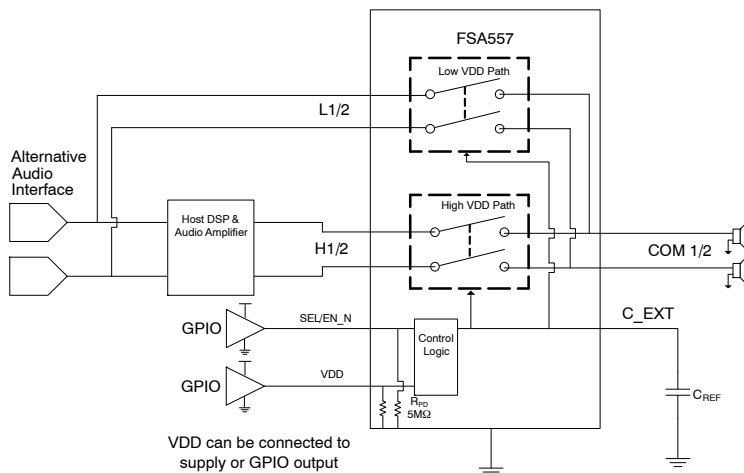 FSA557
Low VDD Path
L1/2
Alternative
Audio
Interface
Host DSP &
Audio Amplifier
High VDD Path
H1/2
COM 1/2
GPIO
SEL/EN_N
Control
Logic
C_EXT
GPIO
VDD
R_PD
5MΩ
C_REF
VDD can be connected to
supply or GPIO output